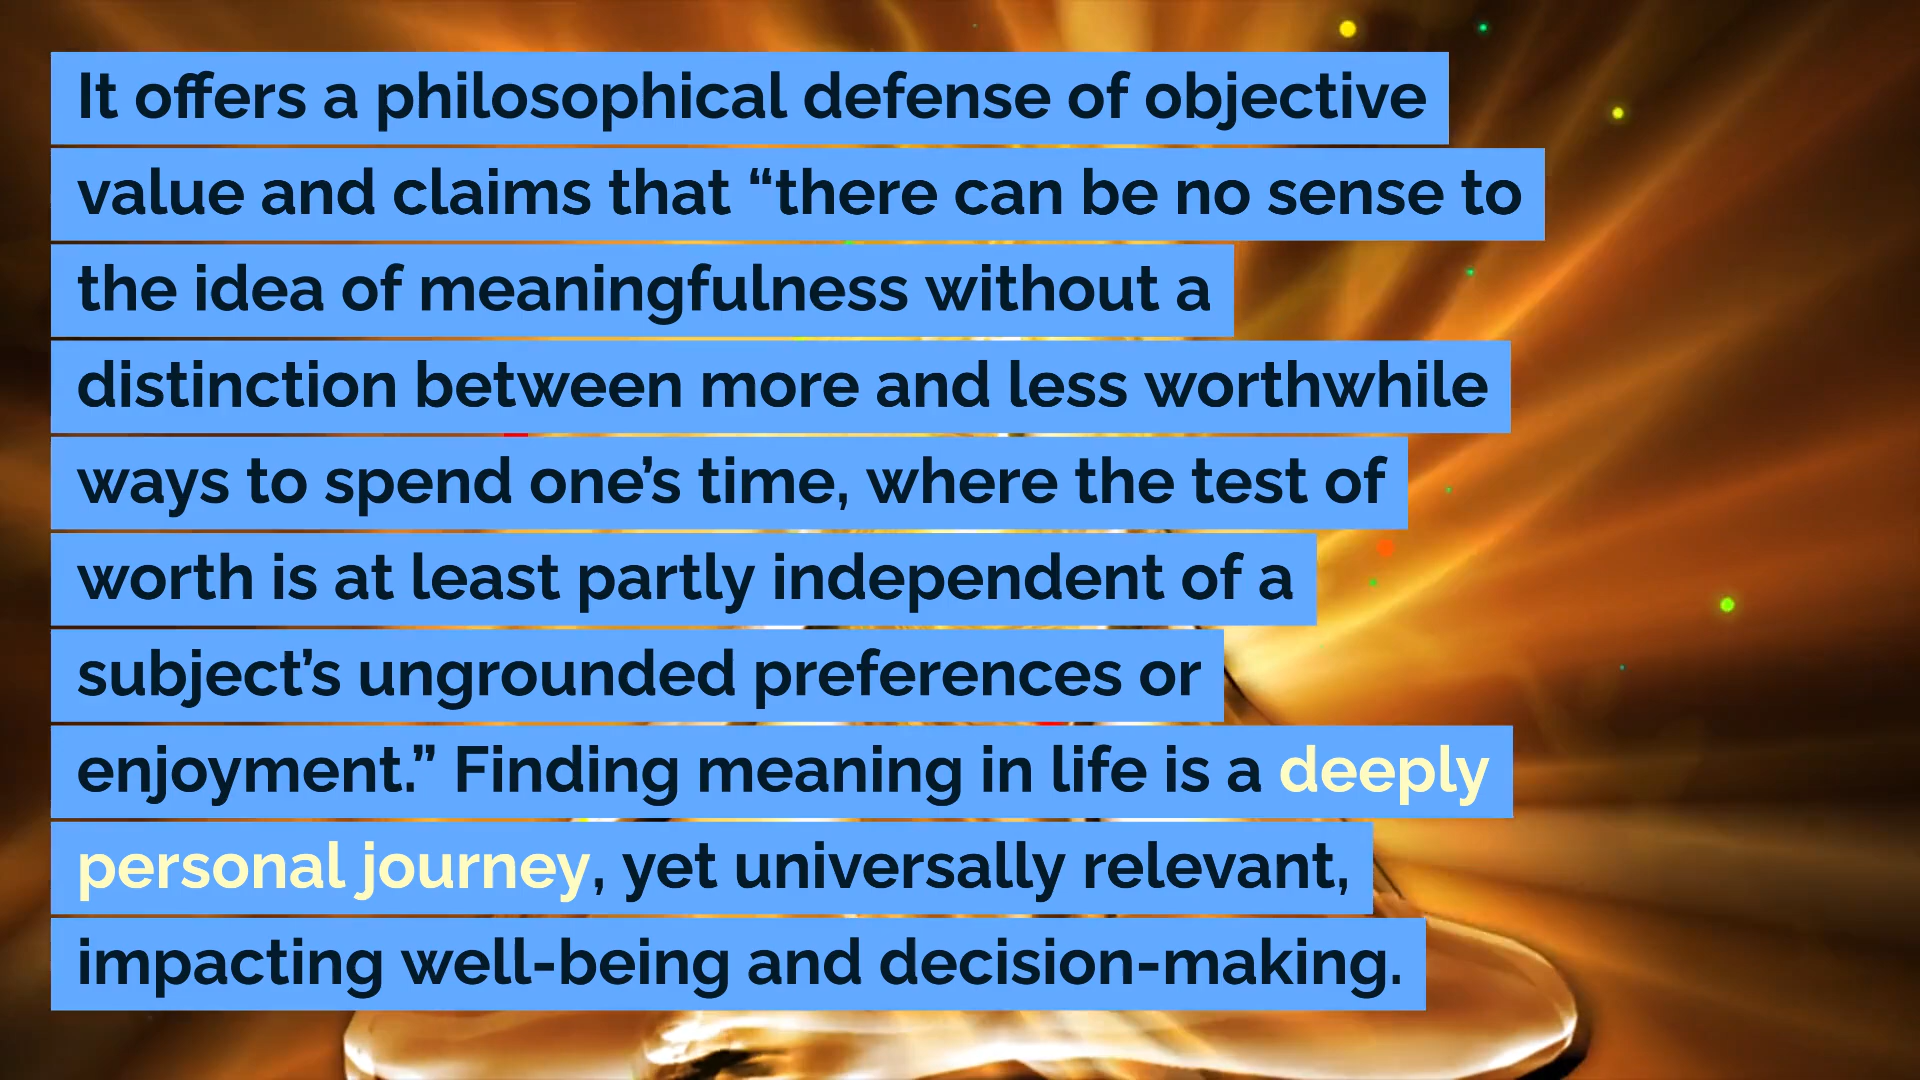 It offers a philosophical defense of objective
value and claims that “there can be no sense to
the idea of meaningfulness without a
distinction between more and less worthwhile
ways to spend one’s time, where the test of
worth is at least partly independent of a
subject’s ungrounded preferences or
enjoyment.” Finding meaning in life is a deeply
personal journey, yet universally relevant,
impacting well-being and decision-making.